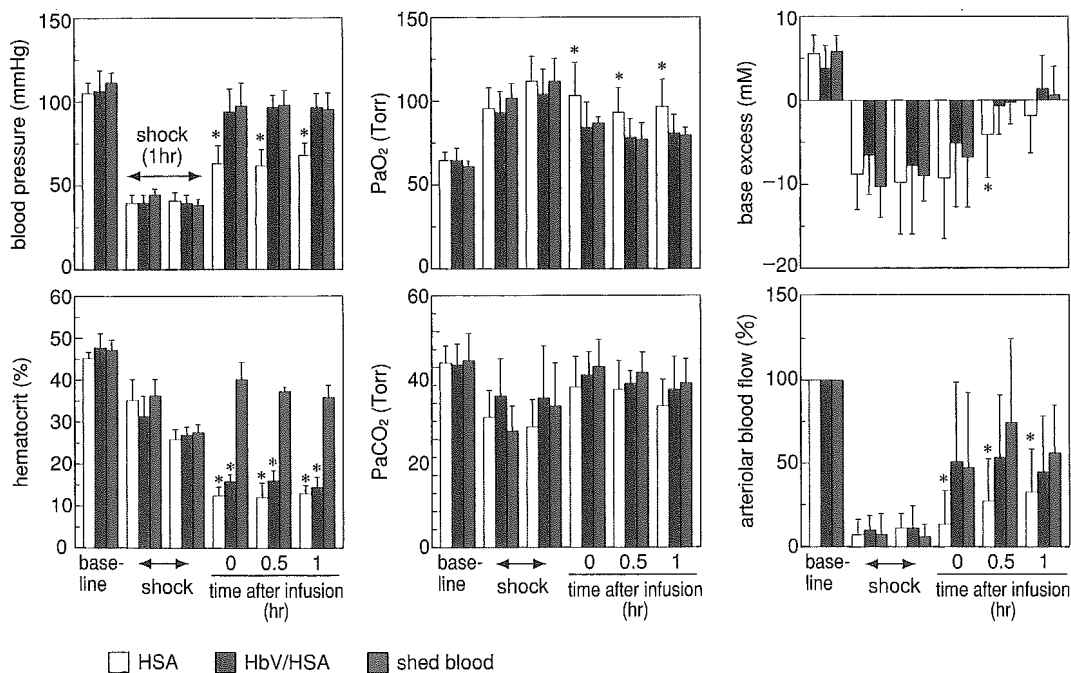 blood pressure (mmHg)
150
100
50
0
shock
(1hr)
*
*
*
PaO2 (Torr)
150
100
50
0
*
*
*
base excess (mM)
10
0
−10
−20
*
hematocrit (%)
60
50
40
30
20
15
0
* *
* *
* *
base-
line
shock
0 0.5 1
time after infusion
(hr)
PaCO2 (Torr)
60
50
40
30
20
10
0
base-
line
shock
0 0.5 1
time after infusion
(hr)
arteriolar blood flow (%)
150
100
50
0
*
*
*
base-
line
shock
0 0.5 1
time after infusion
(hr)
HSA
HbV/HSA
shed blood